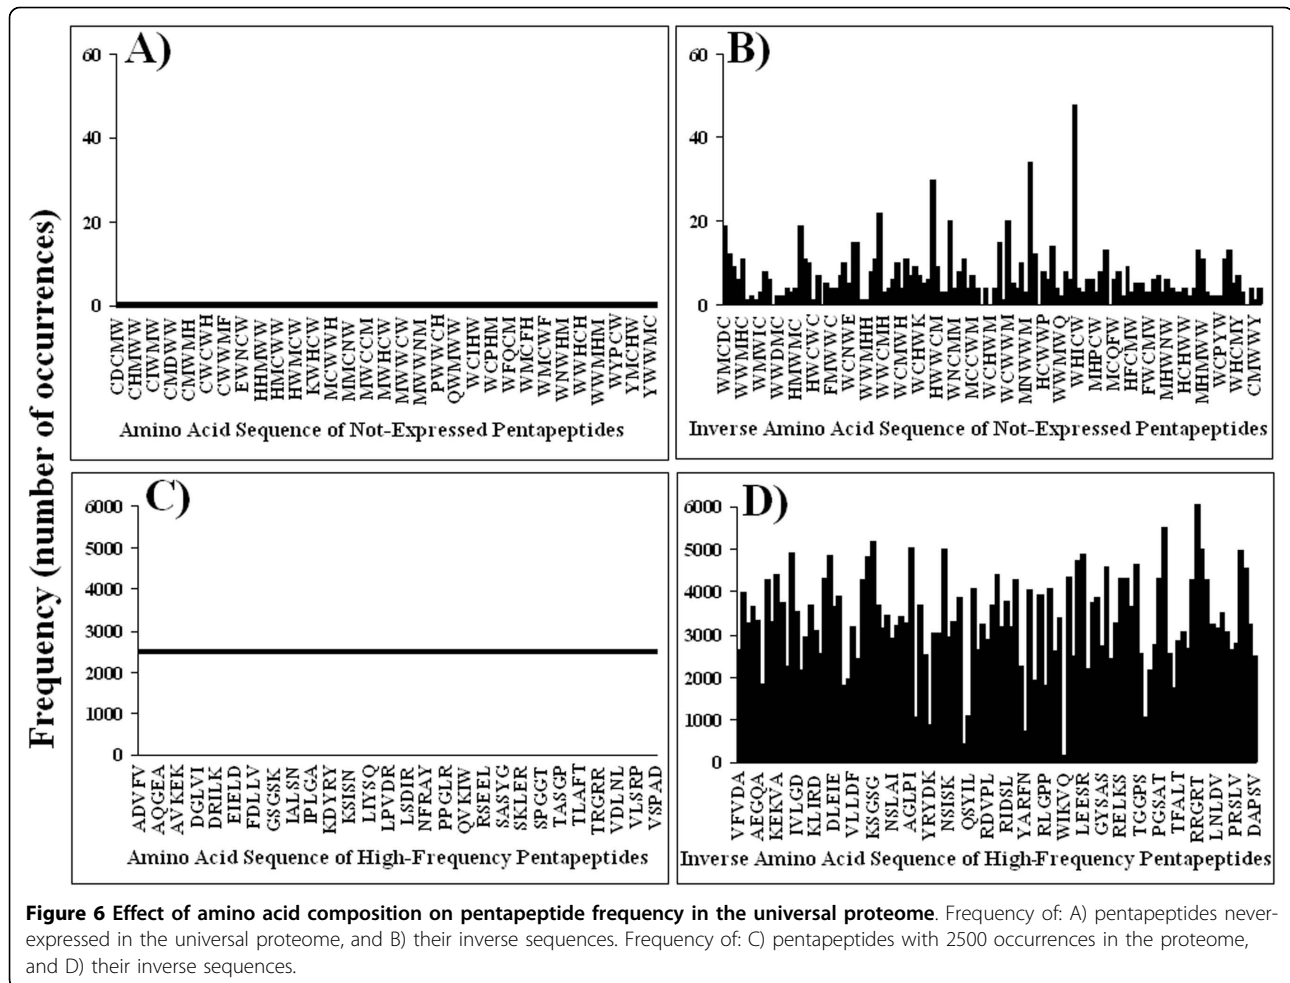 Frequency (number of occurrences)
A)
60
40
20
0
CDCMW
CHMWW
CIWMW
CMDWW
CMWMH
CWCWH
CWWMF
EWNCW
HHMWW
HMCWW
HWMCW
KWHCW
MCWWH
MMCNW
MWCCM
MWHCW
MWWCW
MWWNM
PWWCH
QWMWW
WCIHW
WCPHM
WFQCM
WMCFH
WMCWF
WNWHM
WWHCH
WWMHM
WYPCW
YMCHW
YWWMC
Amino Acid Sequence of Not-Expressed Pentapeptides
B)
60
40
20
0
WMCDC
WWMHC
WMWIC
WWDMC
HMWMC
HWCWC
FMWWC
WCNWE
WWMHH
WWCMH
WCMWH
WCHWK
HWWCM
WNCMM
MCCWM
WCHWM
WCWWM
MNWWM
HCWWP
WWMWQ
WHICW
MHPCW
MCQFW
HFCMW
FWCMW
MHWNW
HCHWW
MHMWW
WCPYW
WHCMY
CMWWY
Inverse Amino Acid Sequence of Not-Expressed Pentapeptides
C)
6000
5000
4000
3000
2000
1000
0
ADVFV
AQGEA
AVKEK
DGLVI
DRILK
EIELD
FDLLV
GSGSK
IALSN
IPLGA
KDYRY
KSISN
LIYSQ
LPVDR
LSDIR
NFRAY
PPGLR
QVKIW
RSEEL
SASYG
SKLER
SPGGT
TASGP
TLAFT
TRGRR
VDLNL
VLSRP
VSPAD
Amino Acid Sequence of High-Frequency Pentapeptides
D)
6000
5000
4000
3000
2000
1000
0
VFVDA
AEGQA
KEKVA
IVLGD
KLIRD
DLEIE
VLLDF
KSGSG
NSLAI
AGLPI
YRYDK
NSISK
QSYIL
RDVPL
RIDSL
YARFN
RLGPP
WIKVQ
LEESR
GYSAS
RELKS
TGGPS
PGSAT
TFALT
RRGRT
LNLDV
PRSLV
DAPSV
Inverse Amino Acid Sequence of High-Frequency Pentapeptides
Figure 6 Effect of amino acid composition on pentapeptide frequency in the universal proteome. Frequency of: A) pentapeptides never-
expressed in the universal proteome, and B) their inverse sequences. Frequency of: C) pentapeptides with 2500 occurrences in the proteome,
and D) their inverse sequences.